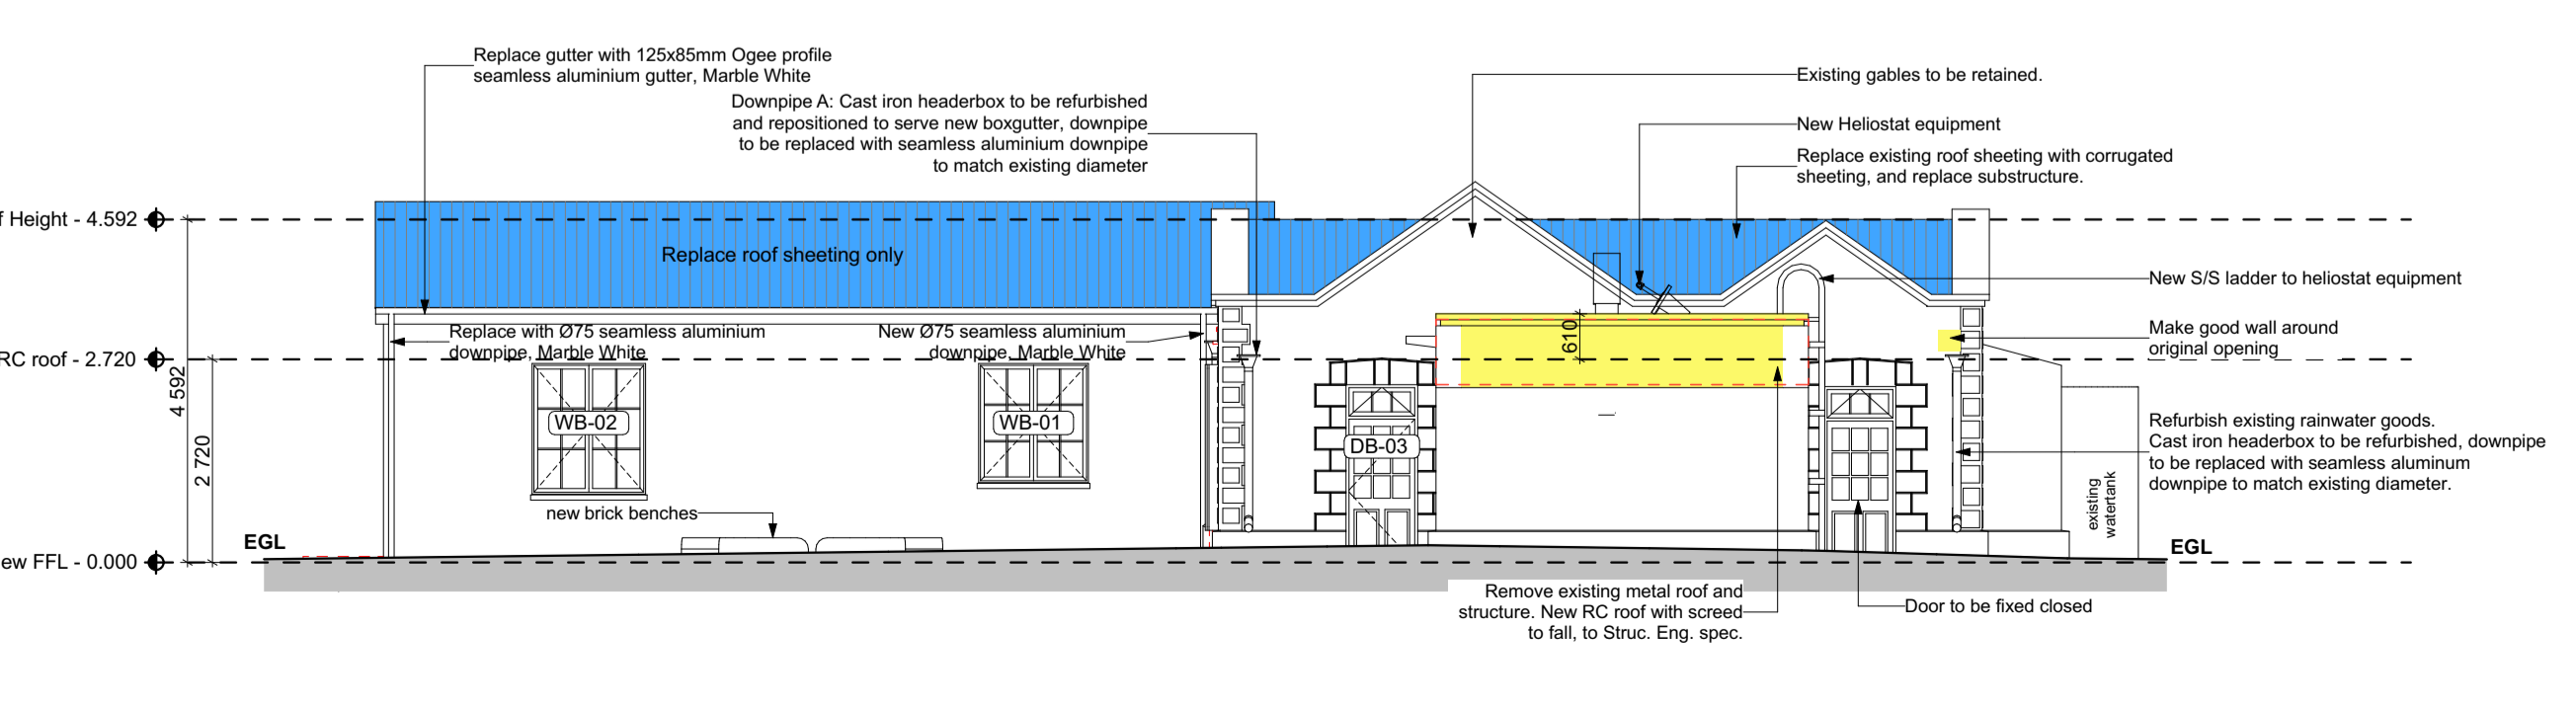 Replace gutter with 125x85mm Ogee profile
seamless aluminium gutter, Marble White
Downpipe A: Cast iron headerbox to be refurbished
and repositioned to serve new boxgutter, downpipe
to be replaced with seamless aluminium downpipe
to match existing diameter
Existing gables to be retained.
New Heliostat equipment
Replace existing roof sheeting with corrugated
sheeting, and replace substructure.
f Height - 4.592
Replace roof sheeting only
New S/S ladder to heliostat equipment
Replace with Ø75 seamless aluminium
downpipe, Marble White
New Ø75 seamless aluminium
downpipe, Marble White
610
Make good wall around
original opening
RC roof - 2.720
4 592
2 720
WB-02
WB-01
DB-03
Refurbish existing rainwater goods.
Cast iron headerbox to be refurbished, downpipe
to be replaced with seamless aluminum
downpipe to match existing diameter.
existing
watertank
new brick benches
EGL
EGL
ew FFL - 0.000
Remove existing metal roof and
structure. New RC roof with screed
to fall, to Struc. Eng. spec.
Door to be fixed closed